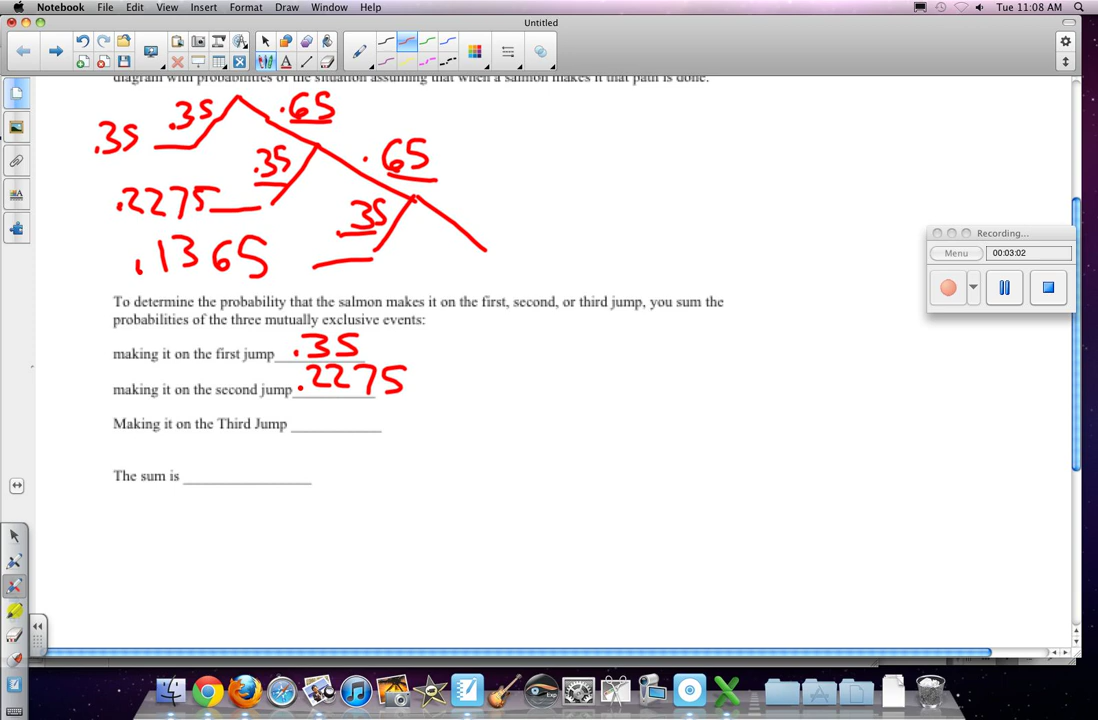 Notebook File Edit View Insert Format Draw Window Help Tue 11:08 AM
Untitled
diagram with probabilities of the situation assuming that when a salmon makes it that path is done.
.35 .35 .65
.35 .65
.2275 .35
.1365
To determine the probability that the salmon makes it on the first, second, or third jump, you sum the
probabilities of the three mutually exclusive events:
making it on the first jump .35
making it on the second jump .2275
Making it on the Third Jump ____________
The sum is _________________
Recording...
Menu 00:03:02
Exp